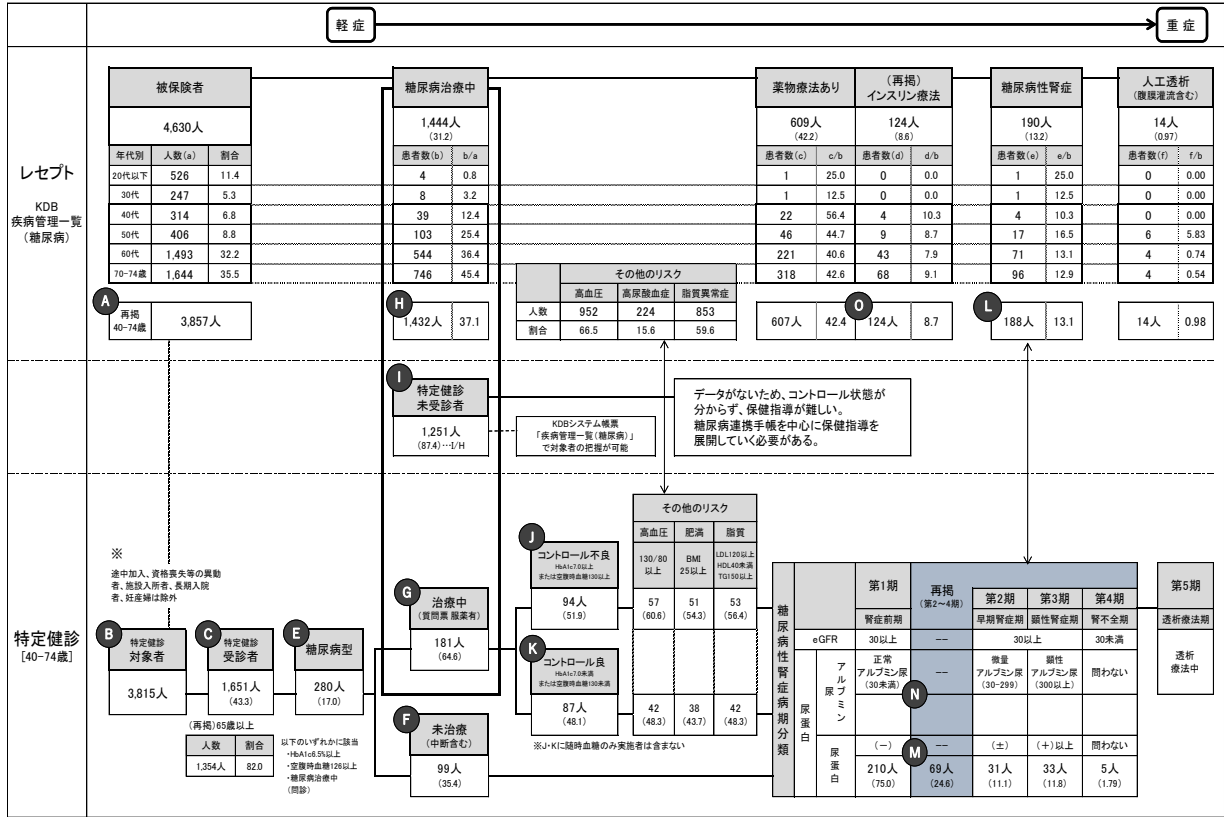 軽症
重症
レセプト
KDB
疾病管理一覧
(糖尿病)
被保険者
4,630人
年代別 人数(a) 割合
20代以下 526 11.4
30代 247 5.3
40代 314 6.8
50代 406 8.8
60代 1,493 32.2
70-74歳 1,644 35.5
A
再掲
40-74歳
3,857人
糖尿病治療中
1,444人
(31.2)
患者数(b) b/a
4 0.8
8 3.2
39 12.4
103 25.4
544 36.4
746 45.4
H
1,432人 37.1
その他のリスク
高血圧 高尿酸血症 脂質異常症
人数 952 224 853
割合 66.5 15.6 59.6
薬物療法あり
609人
(42.2)
患者数(c) c/b
1 25.0
1 12.5
22 56.4
46 44.7
221 40.6
318 42.6
607人 42.4
(再掲)
インスリン療法
124人
(8.6)
患者数(d) d/b
0 0.0
0 0.0
4 10.3
9 8.7
43 7.9
68 9.1
O
124人 8.7
糖尿病性腎症
190人
(13.2)
患者数(e) e/b
1 25.0
1 12.5
4 10.3
17 16.5
71 13.1
96 12.9
L
188人 13.1
人工透析
(腹膜灌流含む)
14人
(0.97)
患者数(f) f/b
0 0.00
0 0.00
0 0.00
6 5.83
4 0.74
4 0.54
14人 0.98
I
特定健診
未受診者
1,251人
(87.4)…I/H
KDBシステム帳票
「疾病管理一覧(糖尿病)」
で対象者の把握が可能
データがないため、コントロール状態が
分からず、保健指導が難しい。
糖尿病連携手帳を中心に保健指導を
展開していく必要がある。
特定健診
[40-74歳]
※
途中加入、資格喪失等の異動
者、施設入所者、長期入院
者、妊産婦は除外
B
特定健診
対象者
3,815人
C
特定健診
受診者
1,651人
(43.3)
(再掲)65歳以上
人数 割合
1,354人 82.0
E
糖尿病型
280人
(17.0)
以下のいずれかに該当
・HbA1c6.5%以上
・空腹時血糖126以上
・糖尿病治療中
(問診)
G
治療中
(質問票 服薬有)
181人
(64.6)
F
未治療
(中断含む)
99人
(35.4)
J
コントロール不良
HbA1c7.0以上
または空腹時血糖130以上
94人
(51.9)
K
コントロール良
HbA1c7.0未満
または空腹時血糖130未満
87人
(48.1)
※J・Kに随時血糖のみ実施者は含まない
その他のリスク
高血圧 肥満 脂質
130/80
以上
BMI
25以上
LDL120以上
HDL40未満
TG150以上
57 51 53
(60.6) (54.3) (56.4)
42 38 42
(48.3) (43.7) (48.3)
糖尿病性腎症病期分類
第1期
腎症前期
再掲
(第2~4期)
第2期
早期腎症期
第3期
顕性腎症期
第4期
腎不全期
eGFR 30以上 -- 30以上 30未満
尿蛋白
尿アルブミン
正常
アルブミン尿
(30未満)
--
微量
アルブミン尿
(30-299)
顕性
アルブミン尿
(300以上)
問わない
N
尿蛋白
(-) -- (±) (+)以上 問わない
M
210人 69人 31人 33人 5人
(75.0) (24.6) (11.1) (11.8) (1.79)
第5期
透析療法期
透析
療法中